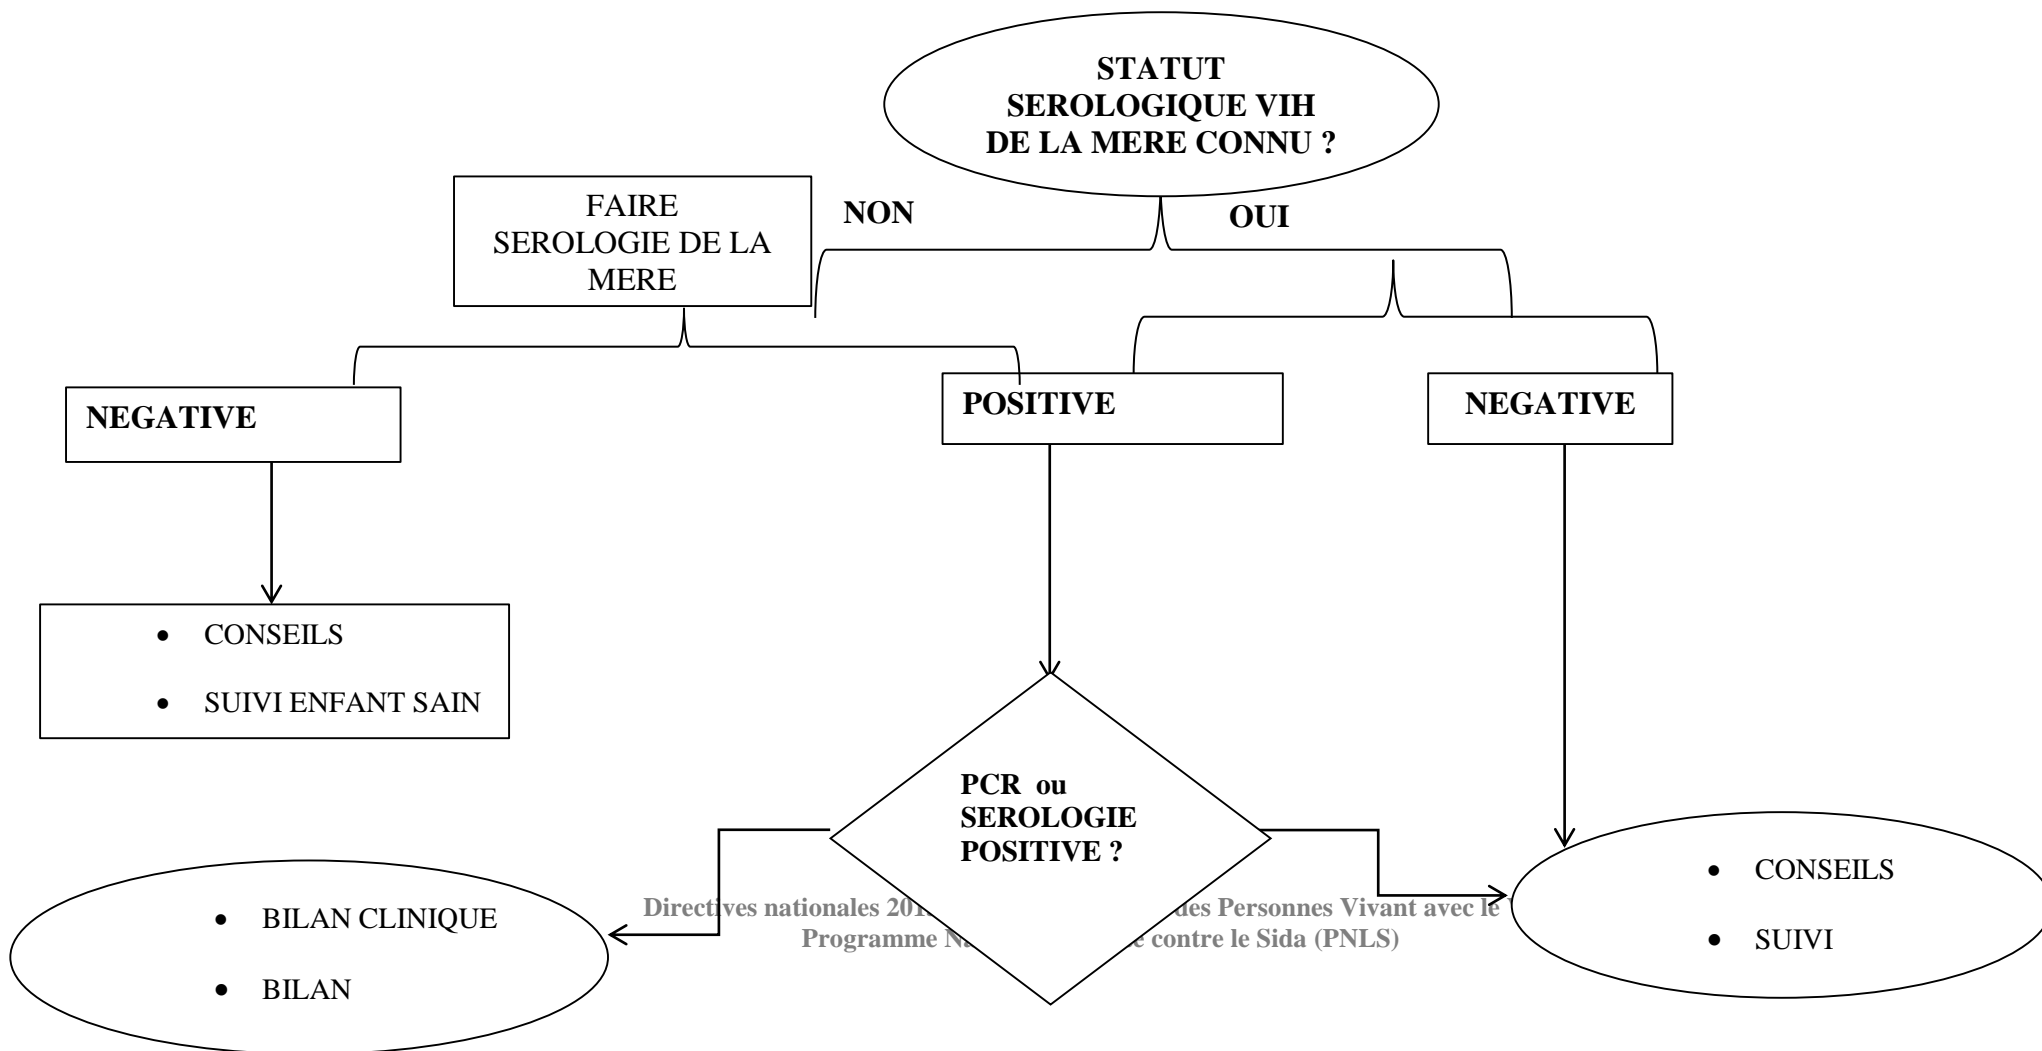 STATUT
SEROLOGIQUE VIH
DE LA MERE CONNU ?
FAIRE
SEROLOGIE DE LA
MERE
NON
OUI
NEGATIVE
POSITIVE
NEGATIVE
• CONSEILS
• SUIVI ENFANT SAIN
PCR ou
SEROLOGIE
POSITIVE ?
• BILAN CLINIQUE
• BILAN
• CONSEILS
• SUIVI
Directives nationales des Personnes Vivant avec le
Programme contre le Sida (PNLS)